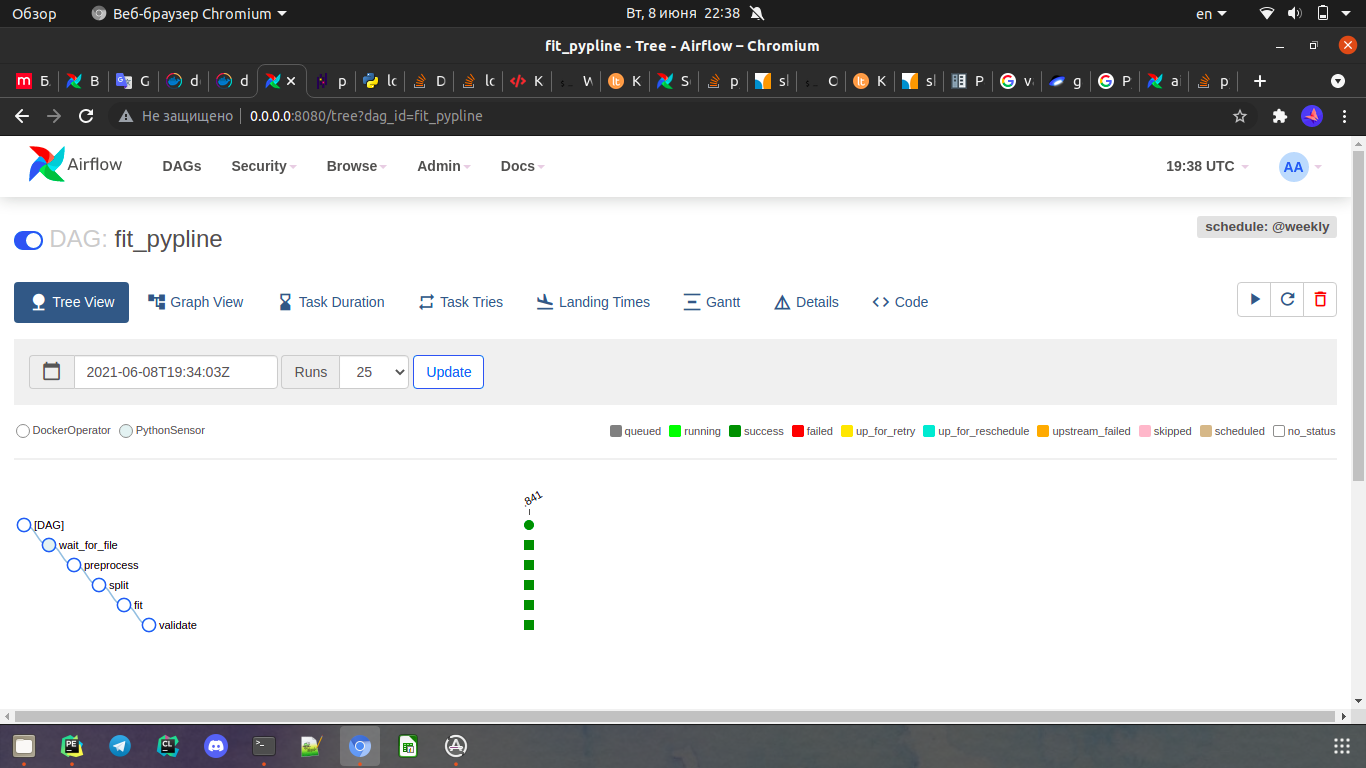 Обзор Веб-браузер Chromium Вт, 8 июня 22:38 en
fit_pypline - Tree - Airflow – Chromium
Не защищено 0.0.0.0:8080/tree?dag_id=fit_pypline
Airflow DAGs Security Browse Admin Docs 19:38 UTC AA
DAG: fit_pypline schedule: @weekly
Tree View Graph View Task Duration Task Tries Landing Times Gantt Details Code
2021-06-08T19:34:03Z Runs 25 Update
DockerOperator PythonSensor queued running success failed up_for_retry up_for_reschedule upstream_failed skipped scheduled no_status
.841
[DAG]
wait_for_file
preprocess
split
fit
validate